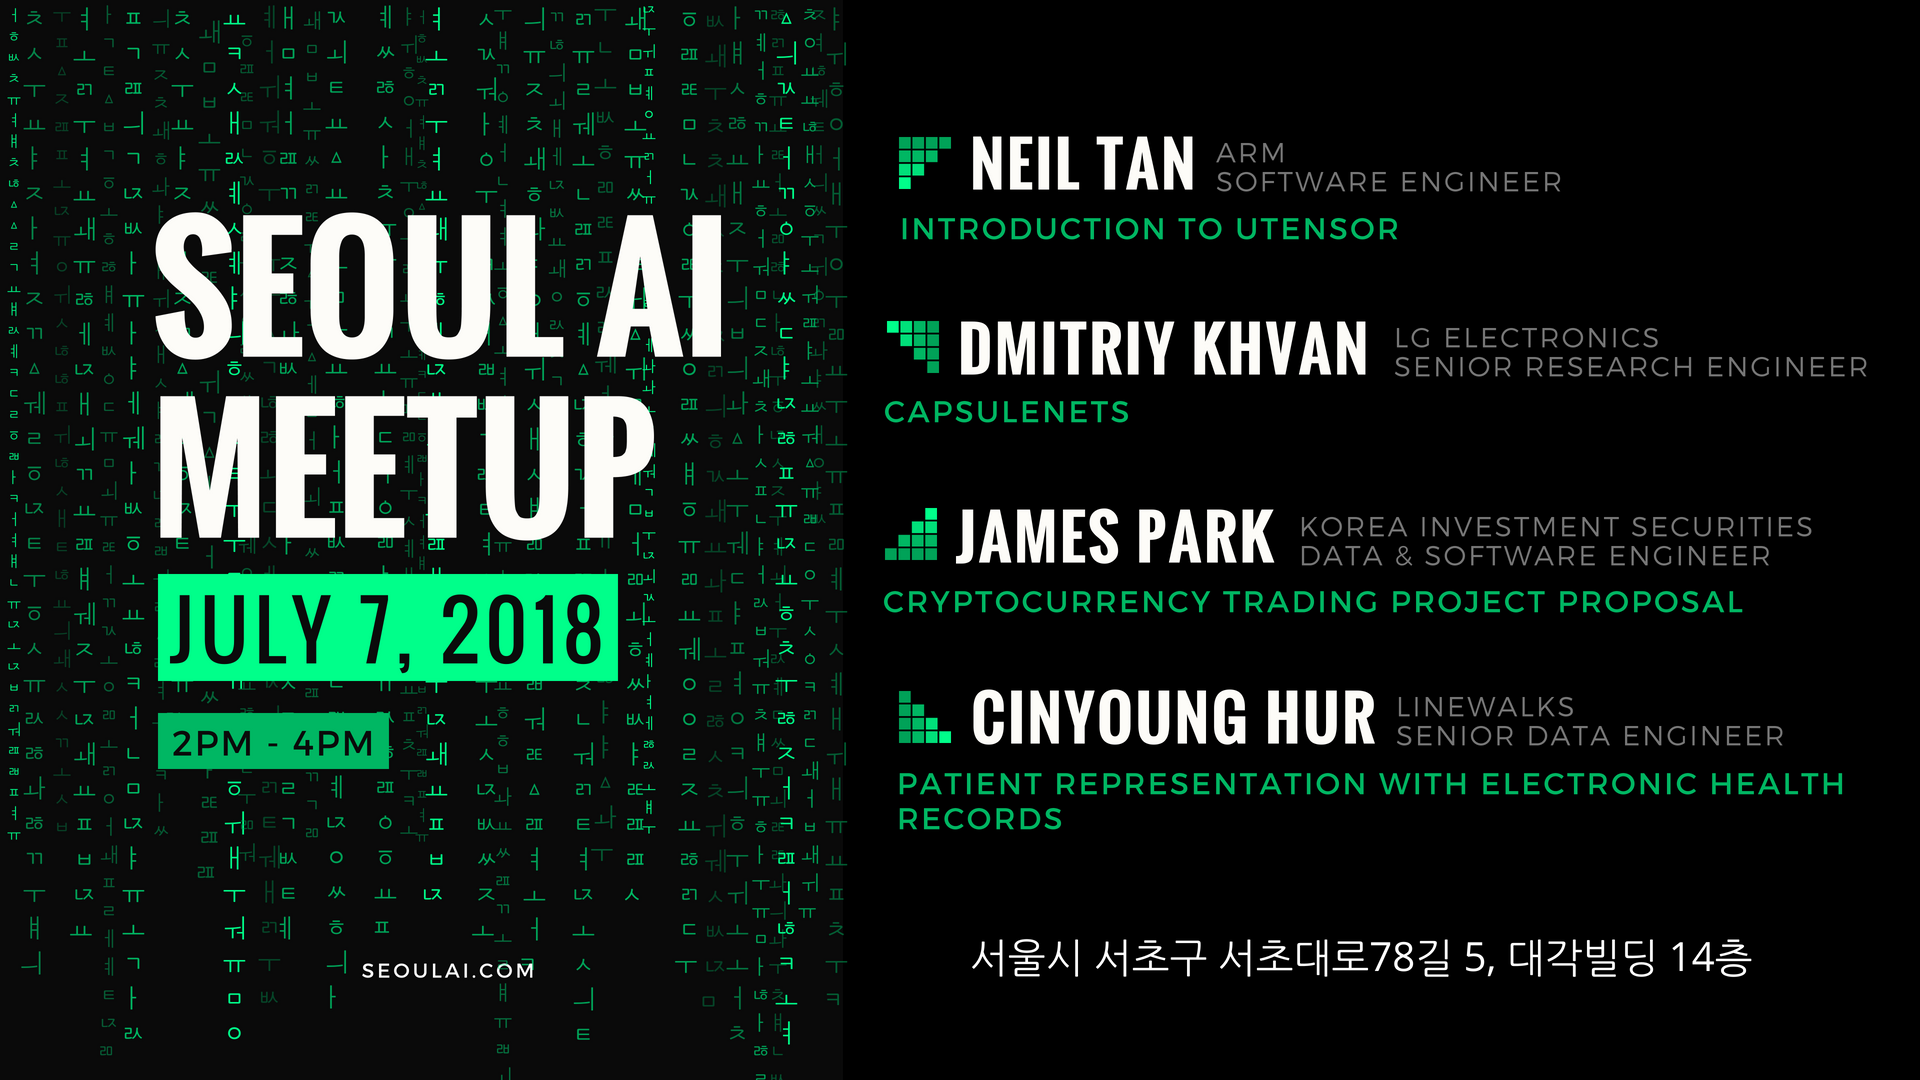 SEOUL AI
MEETUP
JULY 7, 2018
2PM - 4PM
SEOULAI.COM
NEIL TAN
ARM
SOFTWARE ENGINEER
INTRODUCTION TO UTENSOR
DMITRIY KHVAN
LG ELECTRONICS
SENIOR RESEARCH ENGINEER
CAPSULENETS
JAMES PARK
KOREA INVESTMENT SECURITIES
DATA & SOFTWARE ENGINEER
CRYPTOCURRENCY TRADING PROJECT PROPOSAL
CINYOUNG HUR
LINEWALKS
SENIOR DATA ENGINEER
PATIENT REPRESENTATION WITH ELECTRONIC HEALTH
RECORDS
서울시 서초구 서초대로78길 5, 대각빌딩 14층